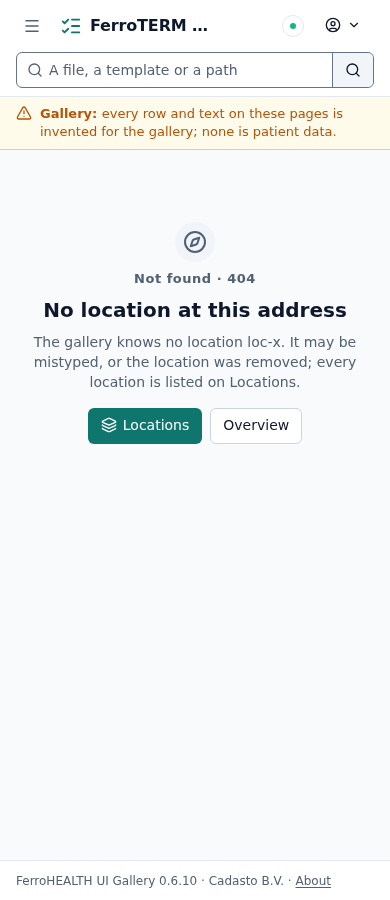 FerroTERM ...
A file, a template or a path
Gallery: every row and text on these pages is
invented for the gallery; none is patient data.
Not found · 404
No location at this address
The gallery knows no location loc-x. It may be
mistyped, or the location was removed; every
location is listed on Locations.
Locations Overview
FerroHEALTH UI Gallery 0.6.10 · Cadasto B.V. · About